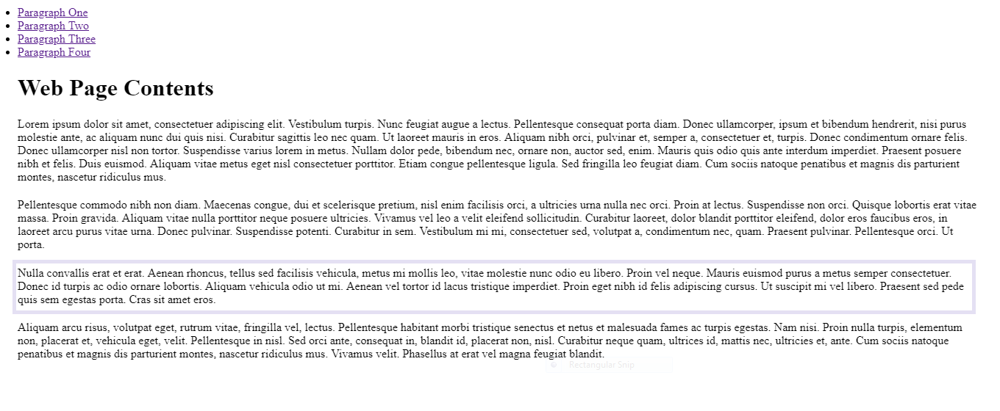 Paragraph One
Paragraph Two
Paragraph Three
Paragraph Four
Web Page Contents
Lorem ipsum dolor sit amet, consectetuer adipiscing elit. Vestibulum turpis. Nunc feugiat augue a lectus. Pellentesque consequat porta diam. Donec ullamcorper, ipsum et bibendum hendrerit, nisi purus
molestie ante, ac aliquam nunc dui quis nisi. Curabitur sagittis leo nec quam. Ut laoreet mauris in eros. Aliquam nibh orci, pulvinar et, semper a, consectetuer et, turpis. Donec condimentum ornare felis.
Donec ullamcorper nisl non tortor. Suspendisse varius lorem in metus. Nullam dolor pede, bibendum nec, ornare non, auctor sed, enim. Mauris quis odio quis ante interdum imperdiet. Praesent posuere
nibh et felis. Duis euismod. Aliquam vitae metus eget nisl consectetuer porttitor. Etiam congue pellentesque ligula. Sed fringilla leo feugiat diam. Cum sociis natoque penatibus et magnis dis parturient
montes, nascetur ridiculus mus.
Pellentesque commodo nibh non diam. Maecenas congue, dui et scelerisque pretium, nisl enim facilisis orci, a ultricies urna nulla nec orci. Proin at lectus. Suspendisse non orci. Quisque lobortis erat vitae
massa. Proin gravida. Aliquam vitae nulla porttitor neque posuere ultricies. Vivamus vel leo a velit eleifend sollicitudin. Curabitur laoreet, dolor blandit porttitor eleifend, dolor eros faucibus eros, in
laoreet arcu purus vitae urna. Donec pulvinar. Suspendisse potenti. Curabitur in sem. Vestibulum mi mi, consectetuer sed, volutpat a, condimentum nec, quam. Praesent pulvinar. Pellentesque orci. Ut
porta.
Nulla convallis erat et erat. Aenean rhoncus, tellus sed facilisis vehicula, metus mi mollis leo, vitae molestie nunc odio eu libero. Proin vel neque. Mauris euismod purus a metus semper consectetuer.
Donec id turpis ac odio ornare lobortis. Aliquam vehicula odio ut mi. Aenean vel tortor id lacus tristique imperdiet. Proin eget nibh id felis adipiscing cursus. Ut suscipit mi vel libero. Praesent sed pede
quis sem egestas porta. Cras sit amet eros.
Aliquam arcu risus, volutpat eget, rutrum vitae, fringilla vel, lectus. Pellentesque habitant morbi tristique senectus et netus et malesuada fames ac turpis egestas. Nam nisi. Proin nulla turpis, elementum
non, placerat et, vehicula eget, velit. Pellentesque in nisl. Sed orci ante, consequat in, blandit id, placerat non, nisl. Curabitur neque quam, ultrices id, mattis nec, ultricies et, ante. Cum sociis natoque
penatibus et magnis dis parturient montes, nascetur ridiculus mus. Vivamus velit. Phasellus at erat vel magna feugiat blandit.
Rectangular Snip